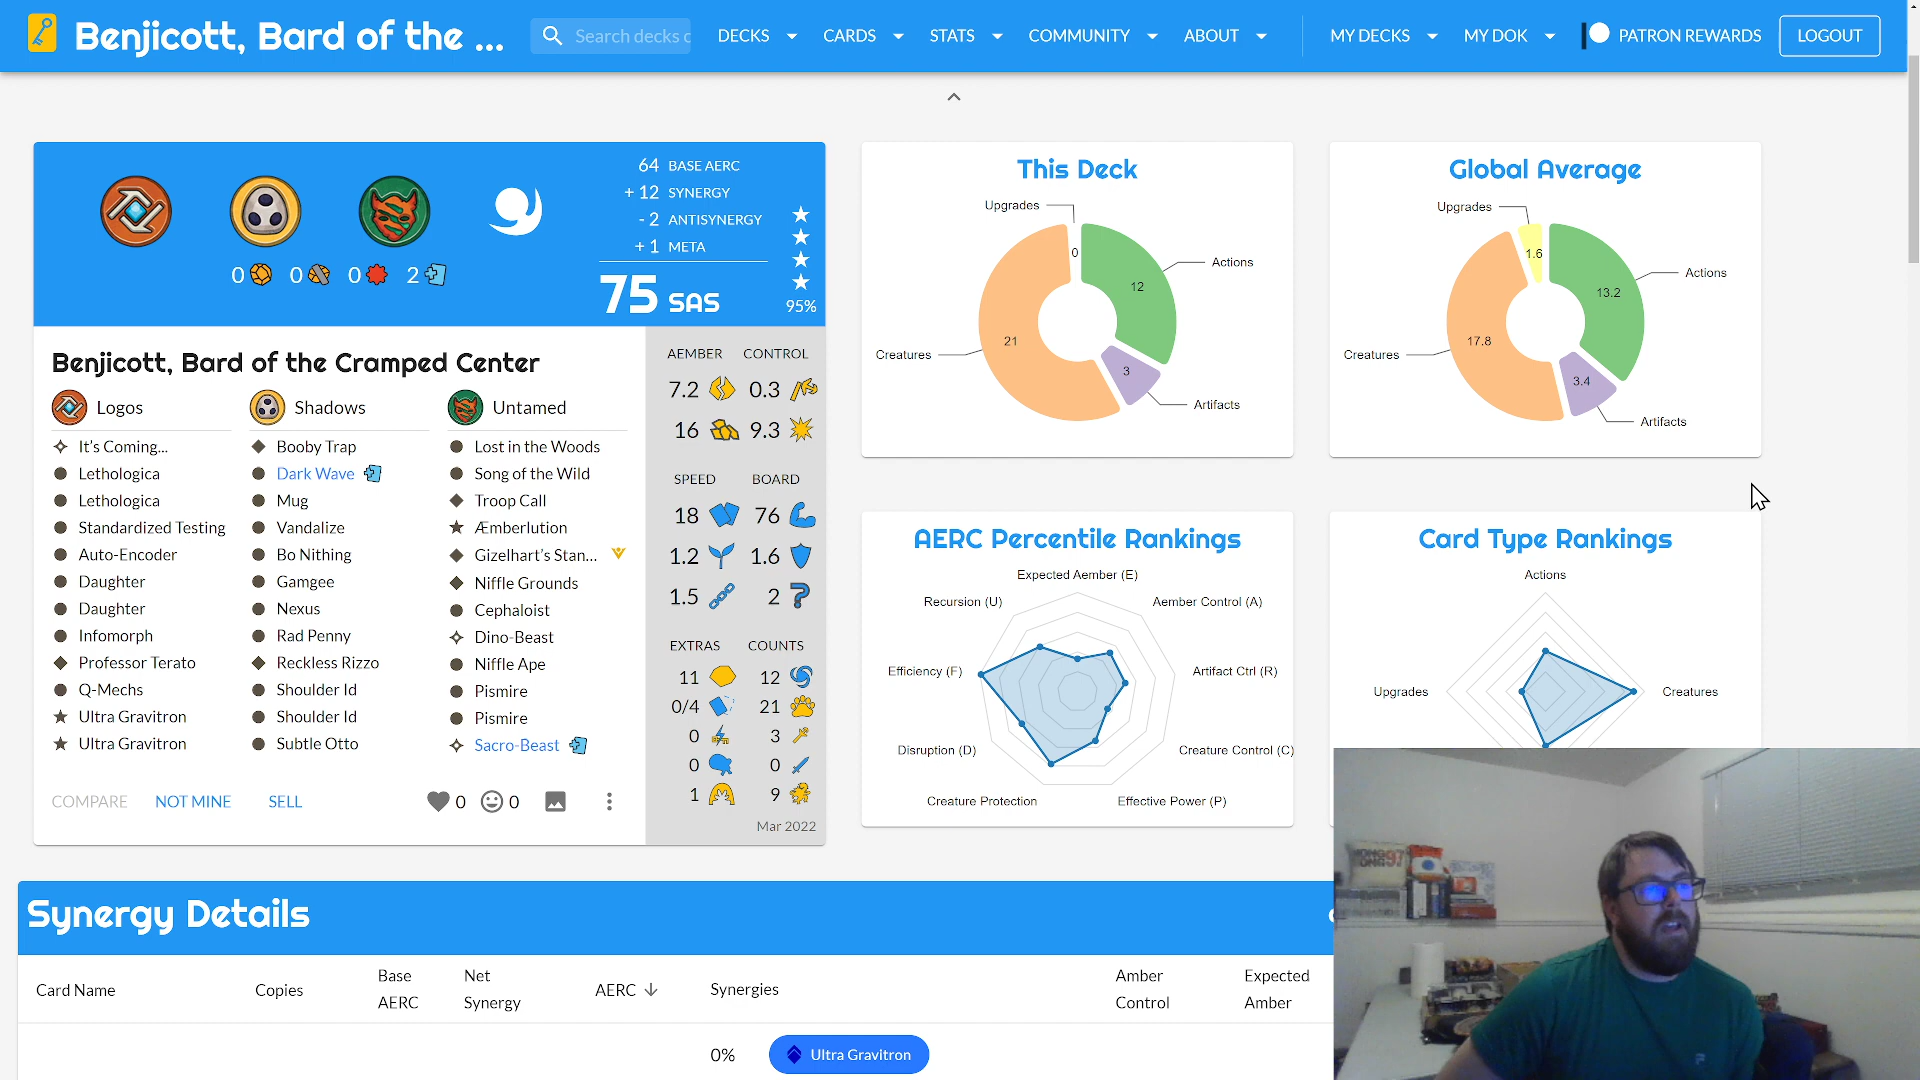 Benjicott, Bard of the ...
Search decks c
DECKS
CARDS
STATS
COMMUNITY
ABOUT
MY DECKS
MY DOK
PATRON REWARDS
LOGOUT
64 BASE AERC
+ 12 SYNERGY
- 2 ANTISYNERGY
+ 1 META
75 SAS
95%
0 0 0 2
Benjicott, Bard of the Cramped Center
Logos
It's Coming...
Lethologica
Lethologica
Standardized Testing
Auto-Encoder
Daughter
Daughter
Infomorph
Professor Terato
Q-Mechs
Ultra Gravitron
Ultra Gravitron
Shadows
Booby Trap
Dark Wave
Mug
Vandalize
Bo Nithing
Gamgee
Nexus
Rad Penny
Reckless Rizzo
Shoulder Id
Shoulder Id
Subtle Otto
Untamed
Lost in the Woods
Song of the Wild
Troop Call
Æmberlution
Gizelhart's Stan...
Niffle Grounds
Cephaloist
Dino-Beast
Niffle Ape
Pismire
Pismire
Sacro-Beast
COMPARE
NOT MINE
SELL
0
0
AEMBER CONTROL
7.2 0.3
16 9.3
SPEED BOARD
18 76
1.2 1.6
1.5 2
EXTRAS COUNTS
11 12
0/4 21
0 3
0 0
1 9
Mar 2022
This Deck
Upgrades
0
Actions
12
21
Creatures
3
Artifacts
Global Average
Upgrades
1.6
Actions
13.2
17.8
Creatures
3.4
Artifacts
AERC Percentile Rankings
Expected Aember (E)
Recursion (U)
Aember Control (A)
Efficiency (F)
Artifact Ctrl (R)
Disruption (D)
Creature Control (C)
Creature Protection
Effective Power (P)
Card Type Rankings
Actions
Upgrades
Creatures
Synergy Details
Card Name
Copies
Base AERC
Net Synergy
AERC
Synergies
Amber Control
Expected Amber
0%
Ultra Gravitron